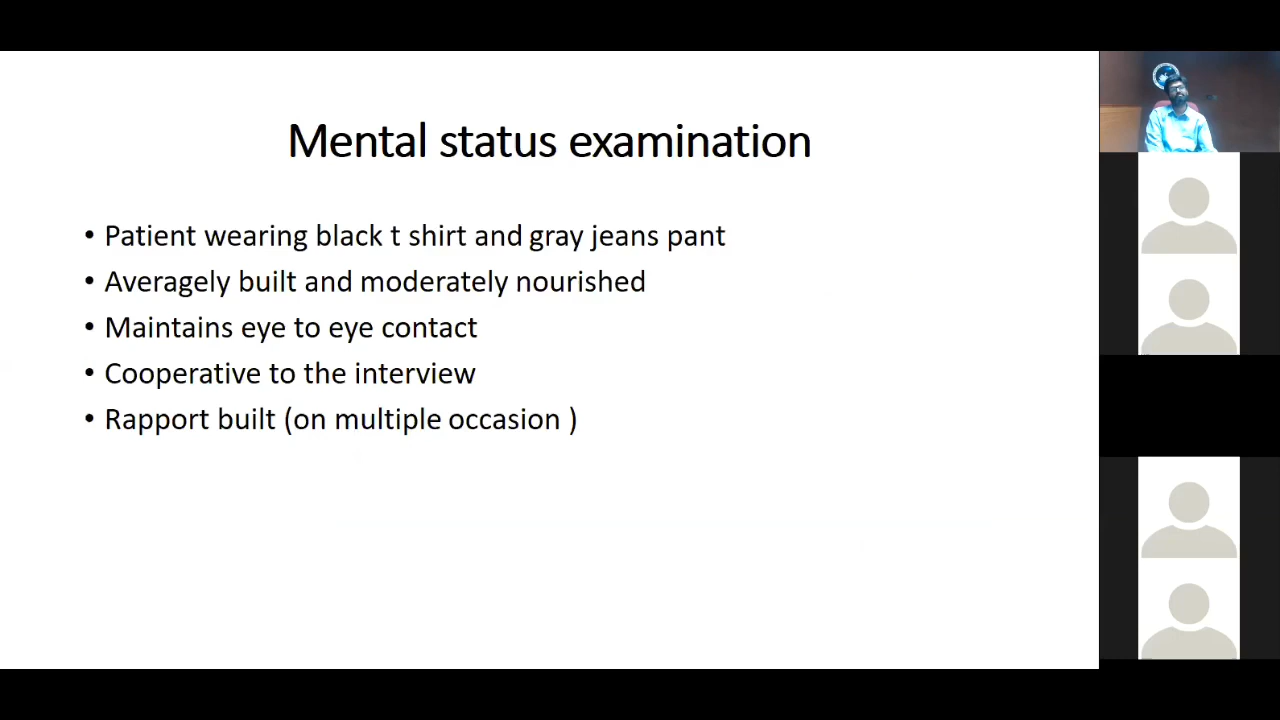 Mental status examination
• Patient wearing black t shirt and gray jeans pant
• Averagely built and moderately nourished
• Maintains eye to eye contact
• Cooperative to the interview
• Rapport built (on multiple occasion )